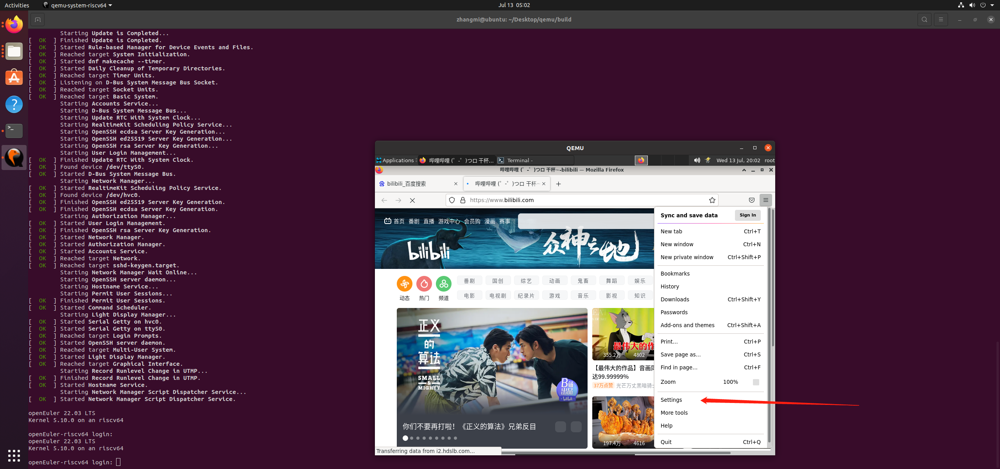 Activities
qemu-system-riscv64
Jul 13 05:02
zhangmi@ubuntu: ~/Desktop/qemu/build
Starting Update is Completed...
[ OK ] Finished Update is Completed.
[ OK ] Started Rule-based Manager for Device Events and Files.
[ OK ] Reached target System Initialization.
[ OK ] Started dnf makecache --timer.
[ OK ] Started Daily Cleanup of Temporary Directories.
[ OK ] Reached target Timer Units.
[ OK ] Listening on D-Bus System Message Bus Socket.
[ OK ] Reached target Socket Units.
[ OK ] Reached target Basic System.
Starting Accounts Service...
Starting D-Bus System Message Bus...
Starting Update RTC With System Clock...
Starting RealtimeKit Scheduling Policy Service...
Starting OpenSSH ecdsa Server Key Generation...
Starting OpenSSH ed25519 Server Key Generation...
Starting OpenSSH rsa Server Key Generation...
Starting User Login Management...
[ OK ] Finished Update RTC With System Clock.
[ OK ] Found device /dev/ttyS0.
[ OK ] Started D-Bus System Message Bus.
Starting Network Manager...
[ OK ] Started RealtimeKit Scheduling Policy Service.
[ OK ] Found device /dev/hvc0.
[ OK ] Finished OpenSSH ed25519 Server Key Generation.
[ OK ] Finished OpenSSH ecdsa Server Key Generation.
Starting Authorization Manager...
[ OK ] Started User Login Management.
[ OK ] Finished OpenSSH rsa Server Key Generation.
[ OK ] Started Network Manager.
[ OK ] Started Authorization Manager.
[ OK ] Started Accounts Service.
[ OK ] Reached target Network.
[ OK ] Reached target sshd-keygen.target.
Starting Network Manager Wait Online...
Starting OpenSSH server daemon...
Starting Hostname Service...
Starting Permit User Sessions...
[ OK ] Finished Permit User Sessions.
[ OK ] Started Command Scheduler.
Starting Light Display Manager...
[ OK ] Started Serial Getty on hvc0.
[ OK ] Started Serial Getty on ttyS0.
[ OK ] Reached target Login Prompts.
[ OK ] Started OpenSSH server daemon.
[ OK ] Reached target Multi-User System.
[ OK ] Started Light Display Manager.
[ OK ] Reached target Graphical Interface.
Starting Record Runlevel Change in UTMP...
[ OK ] Finished Record Runlevel Change in UTMP.
[ OK ] Started Hostname Service.
Starting Network Manager Script Dispatcher Service...
[ OK ] Started Network Manager Script Dispatcher Service.
openEuler 22.03 LTS
Kernel 5.10.0 on an riscv64
openEuler-riscv64 login:
openEuler 22.03 LTS
Kernel 5.10.0 on an riscv64
openEuler-riscv64 login:
QEMU
Applications
哔哩哔哩 (゜-゜)つロ 干杯...
Terminal -
Wed 13 Jul, 20:02 root
哔哩哔哩 (゜-゜)つロ 干杯~-bilibili — Mozilla Firefox
bilibili_百度搜索
哔哩哔哩 (゜-゜)つロ 干杯~
https://www.bilibili.com
首页 番剧 直播 游戏中心 会员购 漫画 赛事
bilibili
众神之地
动态 热门 频道
番剧 国创 综艺 动画 鬼畜 舞蹈 娱乐
电影 电视剧 纪录片 游戏 音乐 影视 知识
正义
的
算法
SMALL
&
MIGHTY
B站
出品
bilibili
你们不要再打啦！《正义的算法》兄弟反目
最伟大的作
355.2万 4802
【最伟大的作品】音画同
达99.99999%
37万点赞 光芒万丈黑暗骑士
197.4万 4616
Transferring data from i2.hdslb.com...
Sync and save data
Sign In
New tab Ctrl+T
New window Ctrl+N
New private window Ctrl+Shift+P
Bookmarks
History
Downloads Ctrl+Shift+Y
Passwords
Add-ons and themes Ctrl+Shift+A
Print... Ctrl+P
Save page as... Ctrl+S
Find in page... Ctrl+F
Zoom 100%
Settings
More tools
Help
Quit Ctrl+Q